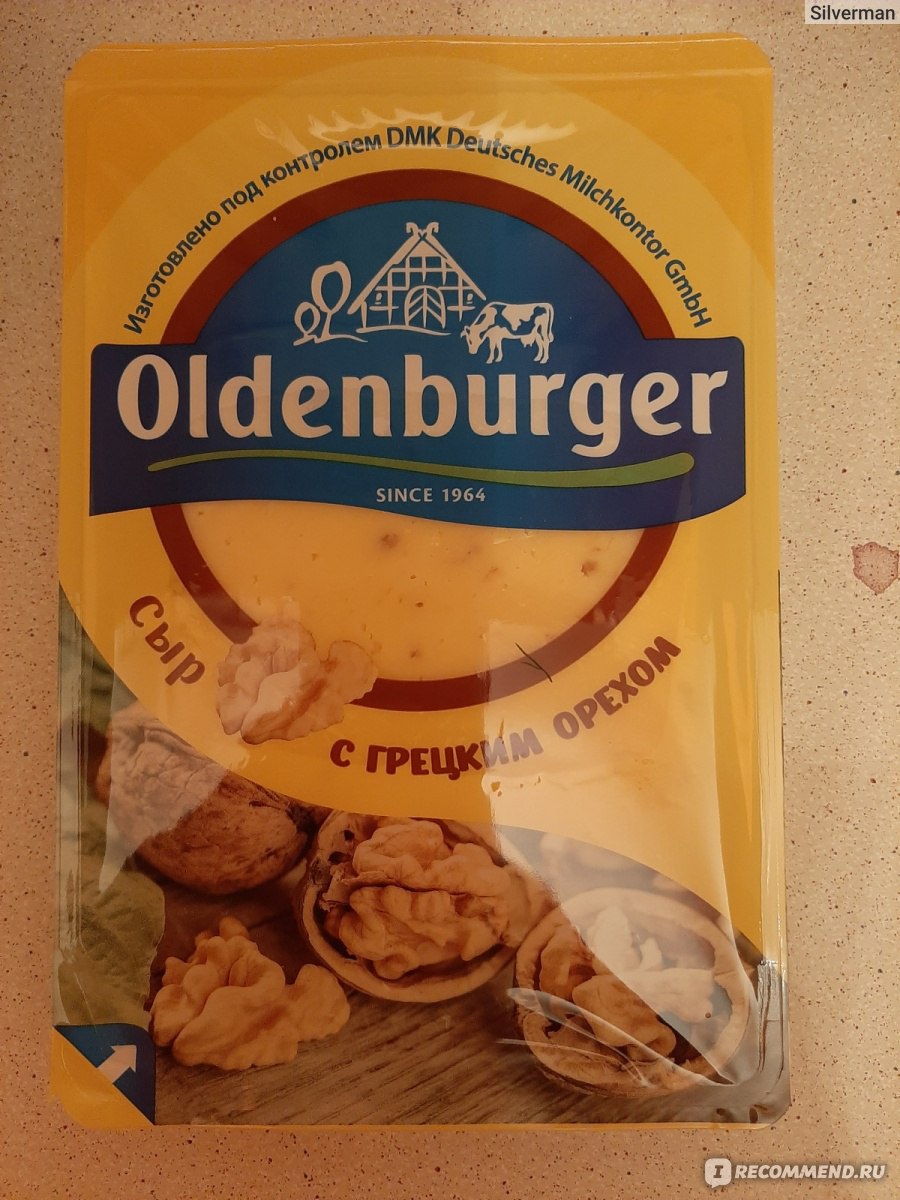 Silverman
Изготовлено под контролем DMK Deutsches Milchkontor GmbH
Oldenburger
SINCE 1964
Сыр
с грецким орехом
I RECOMMEND.RU